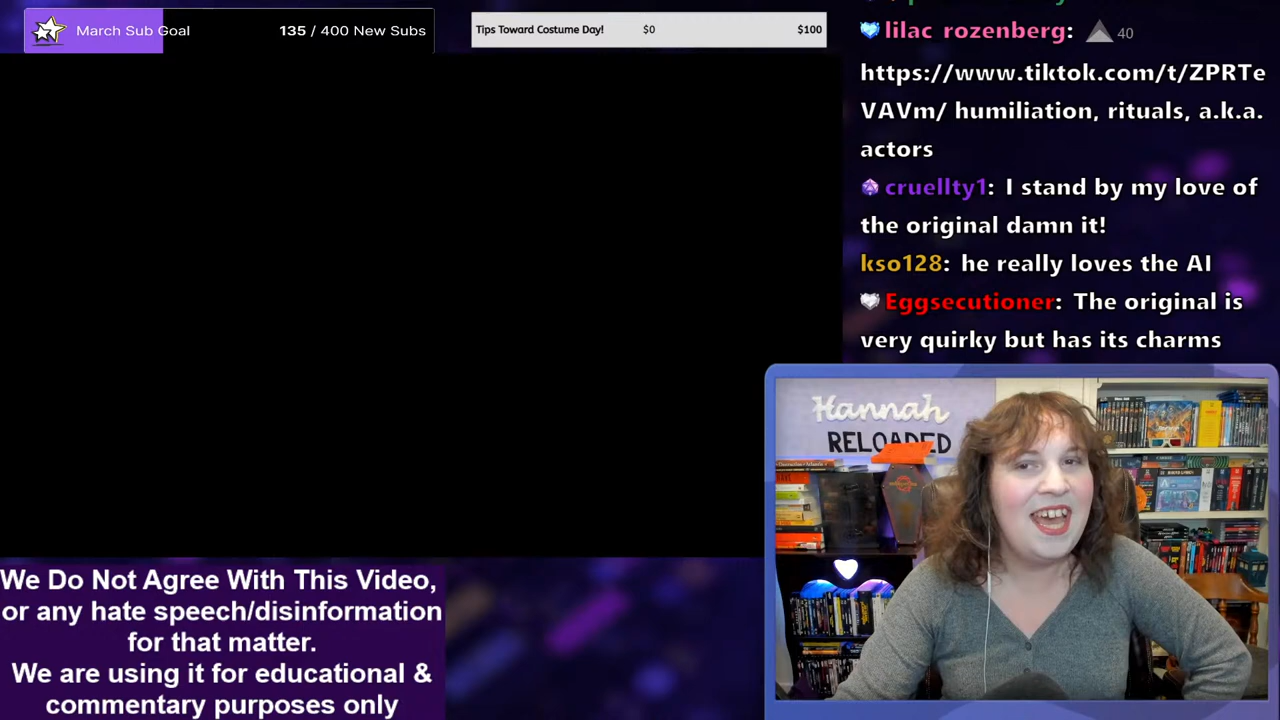 March Sub Goal 135 / 400 New Subs
Tips Toward Costume Day! $0 $100
lilac_rozenberg: 40
https://www.tiktok.com/t/ZPRTe
VAVm/ humiliation, rituals, a.k.a.
actors
cruellty1: I stand by my love of
the original damn it!
kso128: he really loves the AI
Eggsecutioner: The original is
very quirky but has its charms
Hannah
RELOADED
We Do Not Agree With This Video,
or any hate speech/disinformation
for that matter.
We are using it for educational &
commentary purposes only